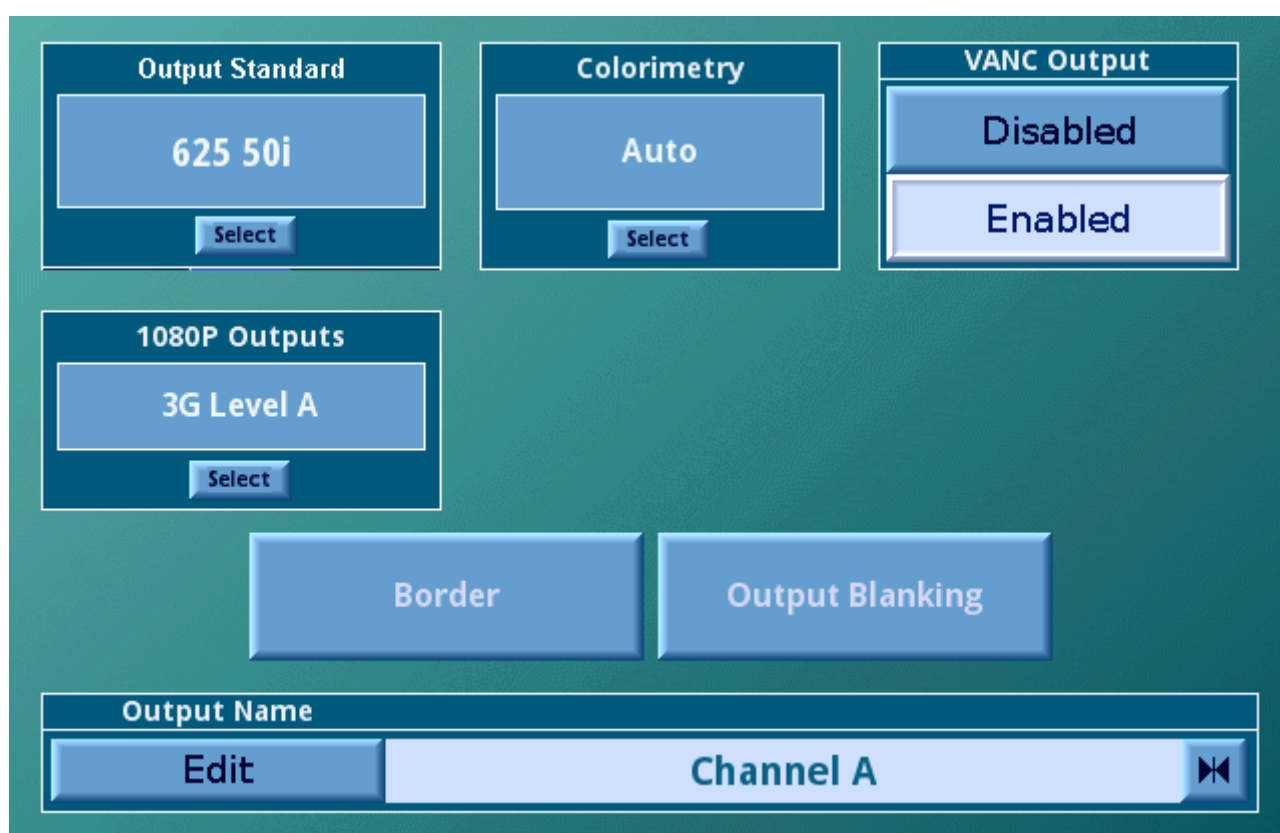 Output Standard
625 50i
Select
Colorimetry
Auto
Select
VANC Output
Disabled
Enabled
1080P Outputs
3G Level A
Select
Border
Output Blanking
Output Name
Edit
Channel A